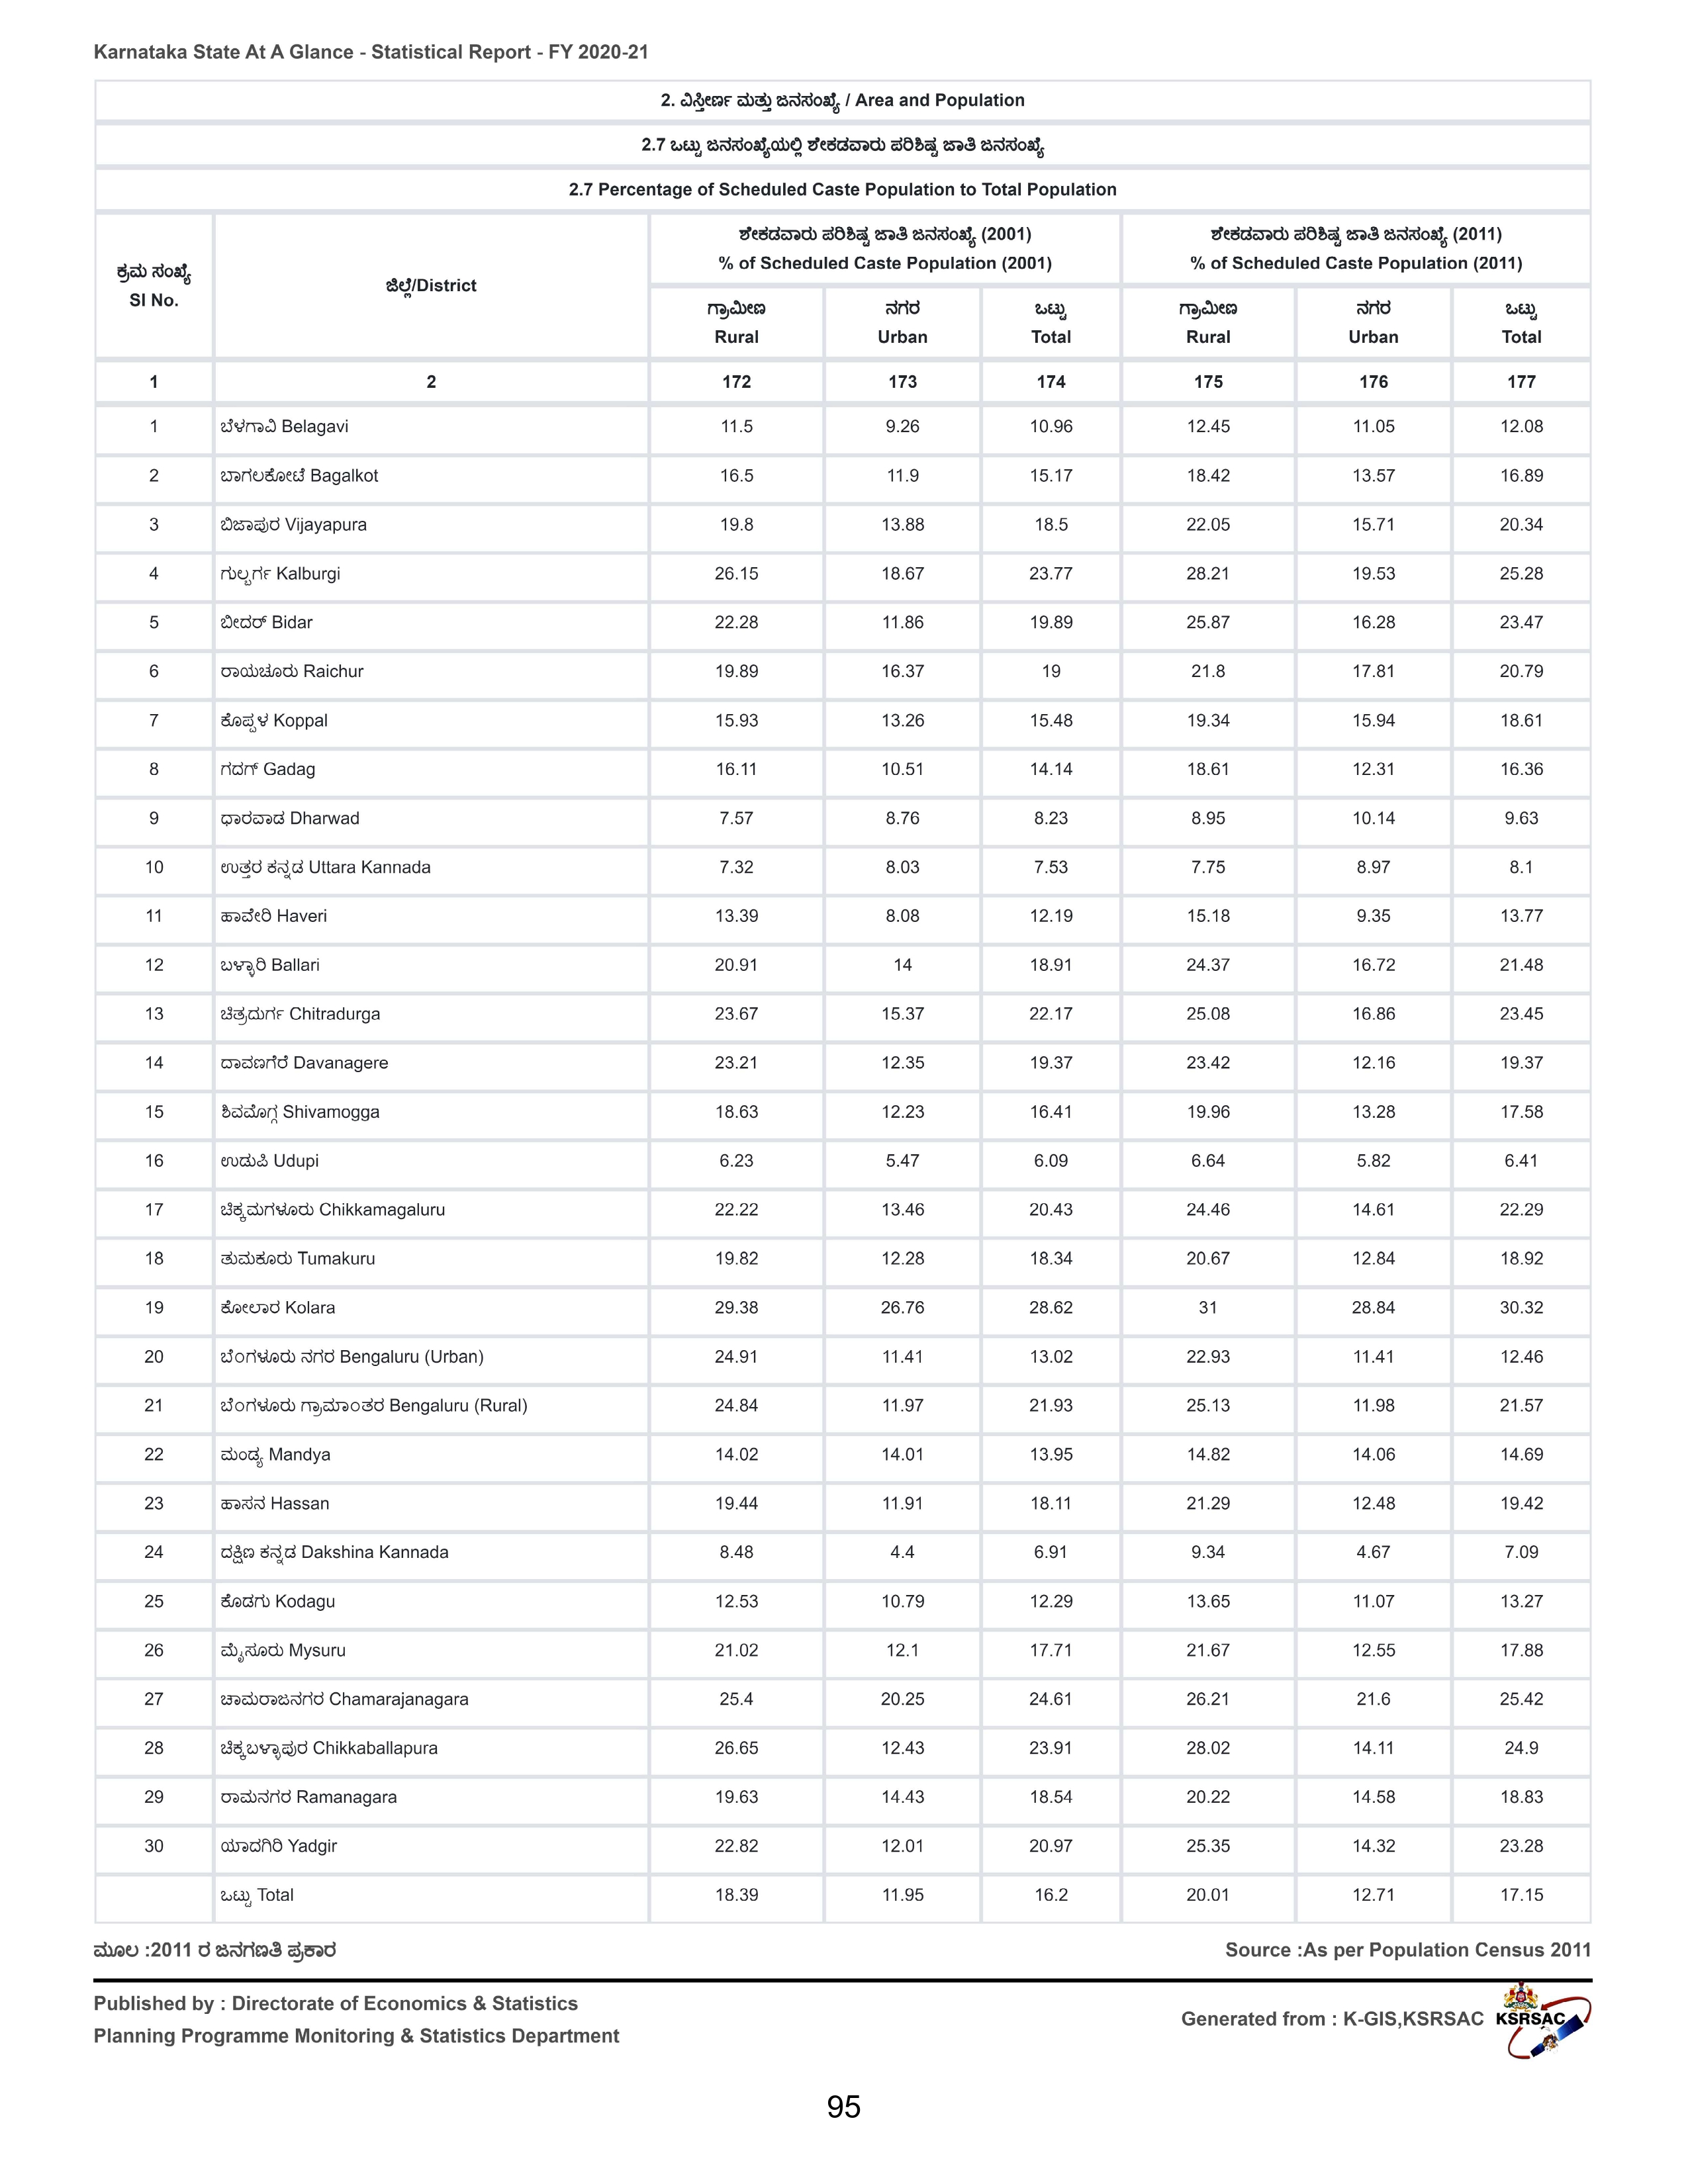 Karnataka State At A Glance - Statistical Report - FY 2020-21
2. ವಿಸ್ತೀರ್ಣ ಮತ್ತು ಜನಸಂಖ್ಯೆ / Area and Population
2.7 ಒಟ್ಟು ಜನಸಂಖ್ಯೆಯಲ್ಲಿ ಶೇಕಡವಾರು ಪರಿಶಿಷ್ಟ ಜಾತಿ ಜನಸಂಖ್ಯೆ
2.7 Percentage of Scheduled Caste Population to Total Population
ಕ್ರಮ ಸಂಖ್ಯೆ
Sl No.
ಜಿಲ್ಲೆ/District
ಶೇಕಡವಾರು ಪರಿಶಿಷ್ಟ ಜಾತಿ ಜನಸಂಖ್ಯೆ (2001)
% of Scheduled Caste Population (2001)
ಶೇಕಡವಾರು ಪರಿಶಿಷ್ಟ ಜಾತಿ ಜನಸಂಖ್ಯೆ (2011)
% of Scheduled Caste Population (2011)
ಗ್ರಾಮೀಣ ನಗರ ಒಟ್ಟು ಗ್ರಾಮೀಣ ನಗರ ಒಟ್ಟು
Rural Urban Total Rural Urban Total
1 2 172 173 174 175 176 177
1 ಬೆಳಗಾವಿ Belagavi 11.5 9.26 10.96 12.45 11.05 12.08
2 ಬಾಗಲಕೋಟೆ Bagalkot 16.5 11.9 15.17 18.42 13.57 16.89
3 ಬಿಜಾಪುರ Vijayapura 19.8 13.88 18.5 22.05 15.71 20.34
4 ಗುಲ್ಬರ್ಗ Kalburgi 26.15 18.67 23.77 28.21 19.53 25.28
5 ಬೀದರ್ Bidar 22.28 11.86 19.89 25.87 16.28 23.47
6 ರಾಯಚೂರು Raichur 19.89 16.37 19 21.8 17.81 20.79
7 ಕೊಪ್ಪಳ Koppal 15.93 13.26 15.48 19.34 15.94 18.61
8 ಗದಗ್ Gadag 16.11 10.51 14.14 18.61 12.31 16.36
9 ಧಾರವಾಡ Dharwad 7.57 8.76 8.23 8.95 10.14 9.63
10 ಉತ್ತರ ಕನ್ನಡ Uttara Kannada 7.32 8.03 7.53 7.75 8.97 8.1
11 ಹಾವೇರಿ Haveri 13.39 8.08 12.19 15.18 9.35 13.77
12 ಬಳ್ಳಾರಿ Ballari 20.91 14 18.91 24.37 16.72 21.48
13 ಚಿತ್ರದುರ್ಗ Chitradurga 23.67 15.37 22.17 25.08 16.86 23.45
14 ದಾವಣಗೆರೆ Davanagere 23.21 12.35 19.37 23.42 12.16 19.37
15 ಶಿವಮೊಗ್ಗ Shivamogga 18.63 12.23 16.41 19.96 13.28 17.58
16 ಉಡುಪಿ Udupi 6.23 5.47 6.09 6.64 5.82 6.41
17 ಚಿಕ್ಕಮಗಳೂರು Chikkamagaluru 22.22 13.46 20.43 24.46 14.61 22.29
18 ತುಮಕೂರು Tumakuru 19.82 12.28 18.34 20.67 12.84 18.92
19 ಕೋಲಾರ Kolara 29.38 26.76 28.62 31 28.84 30.32
20 ಬೆಂಗಳೂರು ನಗರ Bengaluru (Urban) 24.91 11.41 13.02 22.93 11.41 12.46
21 ಬೆಂಗಳೂರು ಗ್ರಾಮಾಂತರ Bengaluru (Rural) 24.84 11.97 21.93 25.13 11.98 21.57
22 ಮಂಡ್ಯ Mandya 14.02 14.01 13.95 14.82 14.06 14.69
23 ಹಾಸನ Hassan 19.44 11.91 18.11 21.29 12.48 19.42
24 ದಕ್ಷಿಣ ಕನ್ನಡ Dakshina Kannada 8.48 4.4 6.91 9.34 4.67 7.09
25 ಕೊಡಗು Kodagu 12.53 10.79 12.29 13.65 11.07 13.27
26 ಮೈಸೂರು Mysuru 21.02 12.1 17.71 21.67 12.55 17.88
27 ಚಾಮರಾಜನಗರ Chamarajanagara 25.4 20.25 24.61 26.21 21.6 25.42
28 ಚಿಕ್ಕಬಳ್ಳಾಪುರ Chikkaballapura 26.65 12.43 23.91 28.02 14.11 24.9
29 ರಾಮನಗರ Ramanagara 19.63 14.43 18.54 20.22 14.58 18.83
30 ಯಾದಗಿರಿ Yadgir 22.82 12.01 20.97 25.35 14.32 23.28
ಒಟ್ಟು Total 18.39 11.95 16.2 20.01 12.71 17.15
ಮೂಲ :2011 ರ ಜನಗಣತಿ ಪ್ರಕಾರ Source :As per Population Census 2011
Published by : Directorate of Economics & Statistics
Planning Programme Monitoring & Statistics Department
Generated from : K-GIS,KSRSAC KSRSAC
95